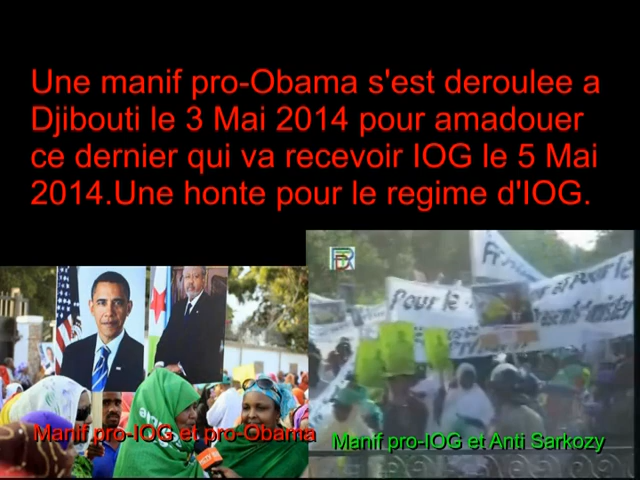 Une manif pro-Obama s'est deroulee a
Djibouti le 3 Mai 2014 pour amadouer
ce dernier qui va recevoir IOG le 5 Mai
2014.Une honte pour le regime d'IOG.
Pour le
Manif pro-IOG et pro-Obama
Manif pro-IOG et Anti Sarkozy